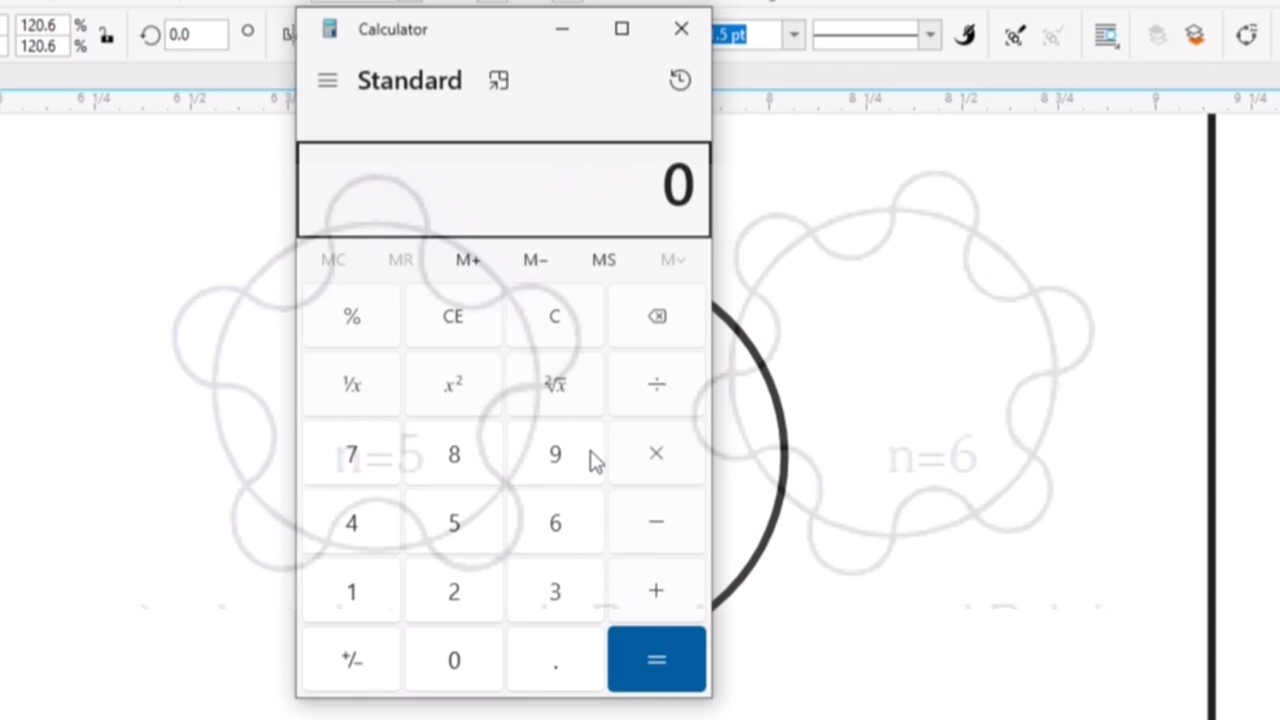 120.6 %
120.6 %
0.0
.5 pt
6 1/4
6 1/2
8
8 1/4
8 1/2
8 3/4
9
9 1/4
Calculator
Standard
0
MC MR M+ M− MS M
% CE C
¹/x x² ²√x ÷
7 8 9 ×
4 5 6 −
1 2 3 +
+/− 0 . =
n=5
n=6